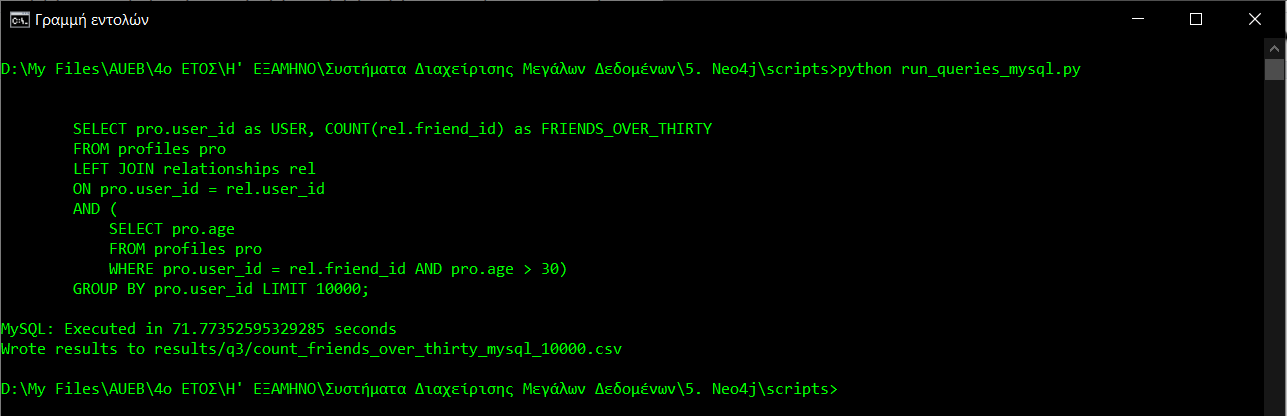 Γραμμή εντολών
D:\My Files\AUEB\4ο ΕΤΟΣ\Η' ΕΞΑΜΗΝΟ\Συστήματα Διαχείρισης Μεγάλων Δεδομένων\5. Neo4j\scripts>python run_queries_mysql.py
SELECT pro.user_id as USER, COUNT(rel.friend_id) as FRIENDS_OVER_THIRTY
FROM profiles pro
LEFT JOIN relationships rel
ON pro.user_id = rel.user_id
AND (
SELECT pro.age
FROM profiles pro
WHERE pro.user_id = rel.friend_id AND pro.age > 30)
GROUP BY pro.user_id LIMIT 10000;
MySQL: Executed in 71.77352595329285 seconds
Wrote results to results/q3/count_friends_over_thirty_mysql_10000.csv
D:\My Files\AUEB\4ο ΕΤΟΣ\Η' ΕΞΑΜΗΝΟ\Συστήματα Διαχείρισης Μεγάλων Δεδομένων\5. Neo4j\scripts>